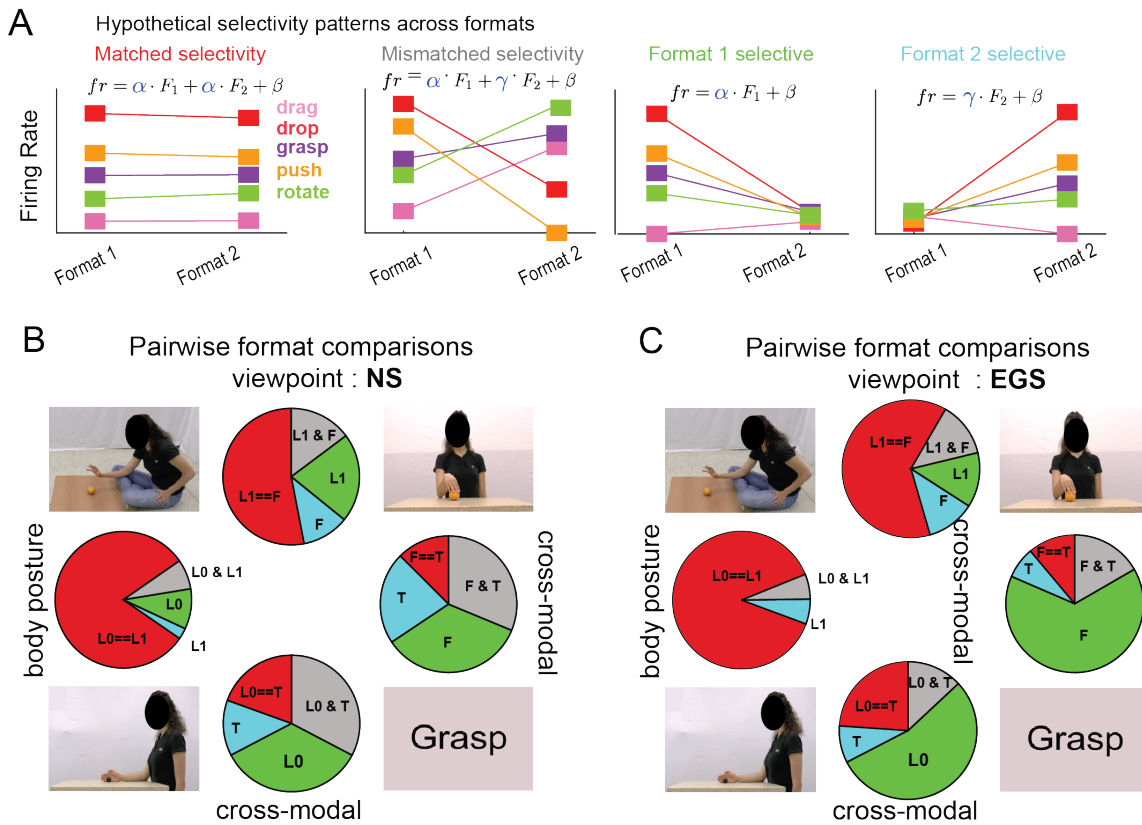 A
Hypothetical selectivity patterns across formats
Matched selectivity
fr = α · F₁ + α · F₂ + β
drag
drop
grasp
push
rotate
Firing Rate
Format 1
Format 2
Mismatched selectivity
fr = α · F₁ + γ · F₂ + β
Format 1
Format 2
Format 1 selective
fr = α · F₁ + β
Format 1
Format 2
Format 2 selective
fr = γ · F₂ + β
Format 1
Format 2
B
Pairwise format comparisons
viewpoint : NS
L1 & F
L1
F
L1==F
body posture
L0 & L1
L0
L1
L0==L1
F==T
F & T
T
F
cross-modal
L0==T
L0 & T
T
L0
Grasp
cross-modal
C
Pairwise format comparisons
viewpoint : EGS
L1==F
L1 & F
L1
F
body posture
L0==L1
L0 & L1
L1
cross-modal
F==T
F & T
T
F
L0==T
L0 & T
T
L0
Grasp
cross-modal